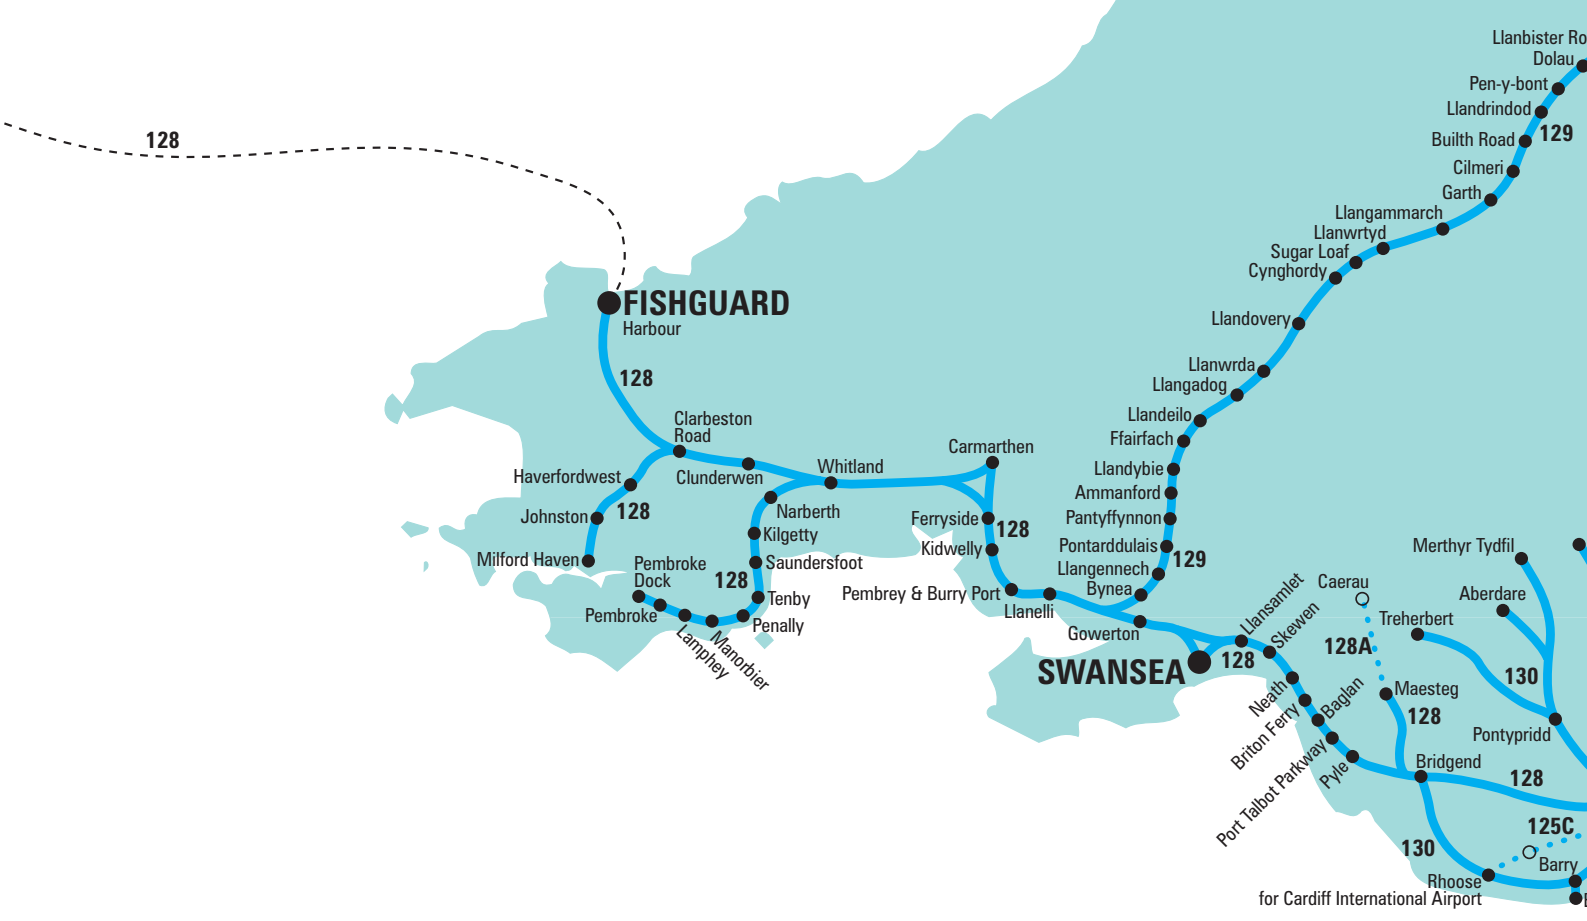 Llanbister Ro
Dolau
Pen-y-bont
Llandrindod
129
Builth Road
128
Cilmeri
Garth
Llangammarch
Llanwrtyd
Sugar Loaf
Cynghordy
FISHGUARD
Harbour
Llandovery
128
Llanwrda
Llangadog
Llandeilo
Clarbeston
Road
Ffairfach
Carmarthen
Whitland
Llandybie
Haverfordwest
Clunderwen
Ammanford
Narberth
128
Johnston
Ferryside
128
Pantyffynnon
Kilgetty
Kidwelly
Pontarddulais
129
Merthyr Tydfil
Milford Haven
Pembroke
Dock
Saundersfoot
Llangennech
128
Bynea
Caerau
Aberdare
Pembrey & Burry Port
Tenby
Llanelli
Llansamlet
Skewen
Treherbert
Pembroke
Penally
Gowerton
Lamphey
Manorbier
128A
SWANSEA
128
130
Neath
Baglan
Maesteg
128
Briton Ferry
Pontypridd
Port Talbot Parkway
Pyle
Bridgend
128
125C
130
Barry
Rhoose
for Cardiff International Airport